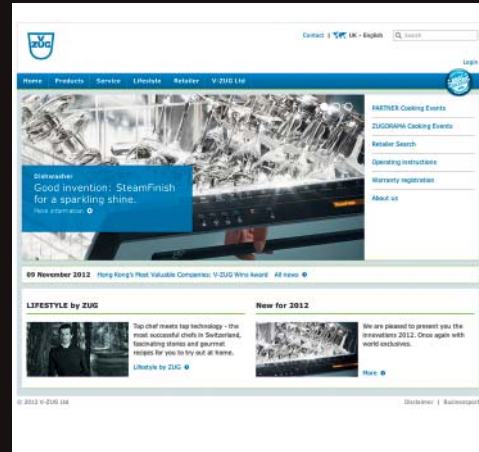 V-ZUG
Contact | UK - English Search
Login
Home Products Service Lifestyle Retailer V-ZUG Ltd
PARTNER Cooking Events
ZUGORAMA Cooking Events
Retailer Search
Operating instructions
Warranty registration
About us
Dishwasher
Good invention: SteamFinish
for a sparkling shine.
More information
09 November 2012 Hong Kong's Most Valuable Companies: V-ZUG Wins Award All news
LIFESTYLE by ZUG
Top chef meets top technology - the
most successful chefs in Switzerland,
fascinating stories and gourmet
recipes for you to try out at home.
Lifestyle by ZUG
New for 2012
We are pleased to present you the
innovations 2012. Once again with
world exclusives.
More
© 2012 V-ZUG Ltd
Disclaimer |